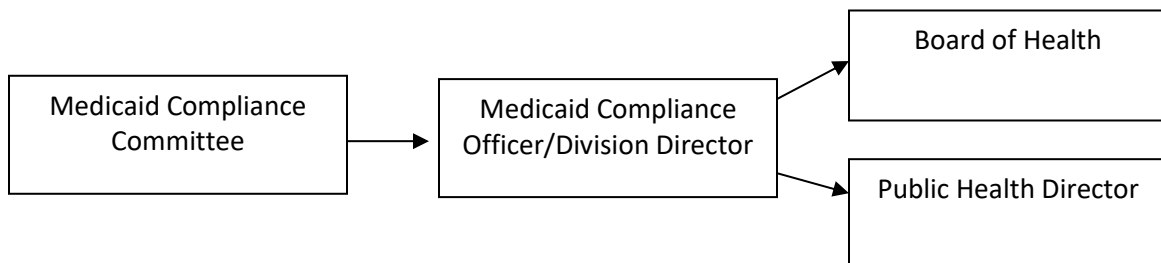 Medicaid Compliance
Committee
Medicaid Compliance
Officer/Division Director
Board of Health
Public Health Director